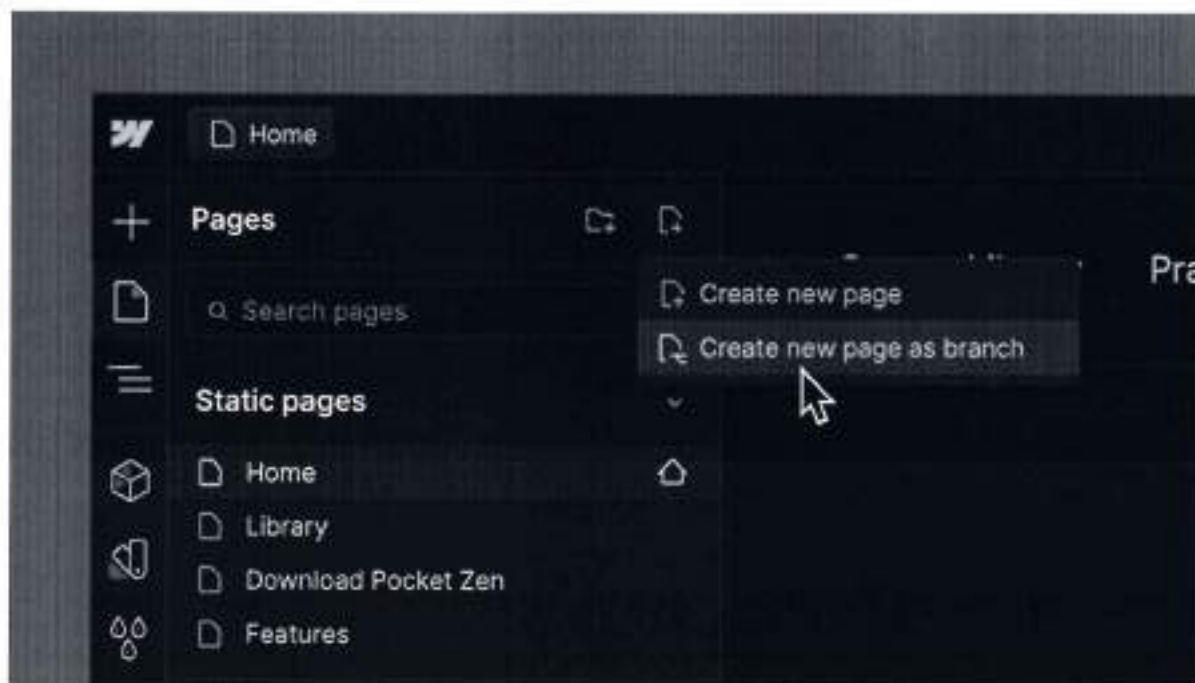 Home
Pages
Search pages
Create new page
Create new page as branch
Static pages
Home
Library
Download Pocket Zen
Features